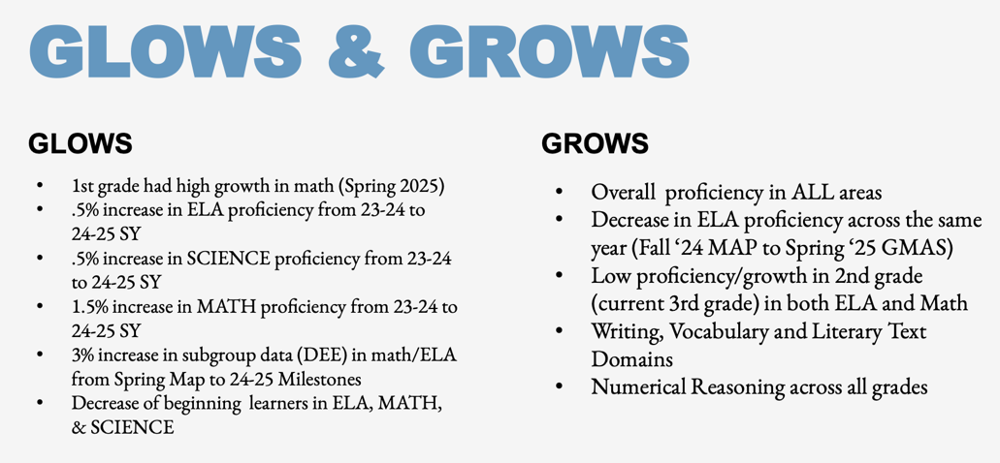 GLOWS & GROWS
GLOWS
• 1st grade had high growth in math (Spring 2025)
• .5% increase in ELA proficiency from 23-24 to
24-25 SY
• .5% increase in SCIENCE proficiency from 23-24
to 24-25 SY
• 1.5% increase in MATH proficiency from 23-24 to
24-25 SY
• 3% increase in subgroup data (DEE) in math/ELA
from Spring Map to 24-25 Milestones
• Decrease of beginning  learners in ELA, MATH,
& SCIENCE
GROWS
• Overall  proficiency in ALL areas
• Decrease in ELA proficiency across the same
year (Fall ‘24 MAP to Spring ‘25 GMAS)
• Low proficiency/growth in 2nd grade
(current 3rd grade) in both ELA and Math
• Writing, Vocabulary and Literary Text
Domains
• Numerical Reasoning across all grades